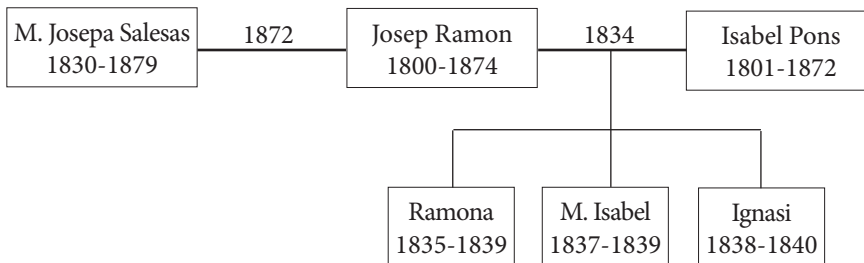 M. Josepa Salesas
1830-1879
1872
Josep Ramon
1800-1874
1834
Isabel Pons
1801-1872
Ramona
1835-1839
M. Isabel
1837-1839
Ignasi
1838-1840